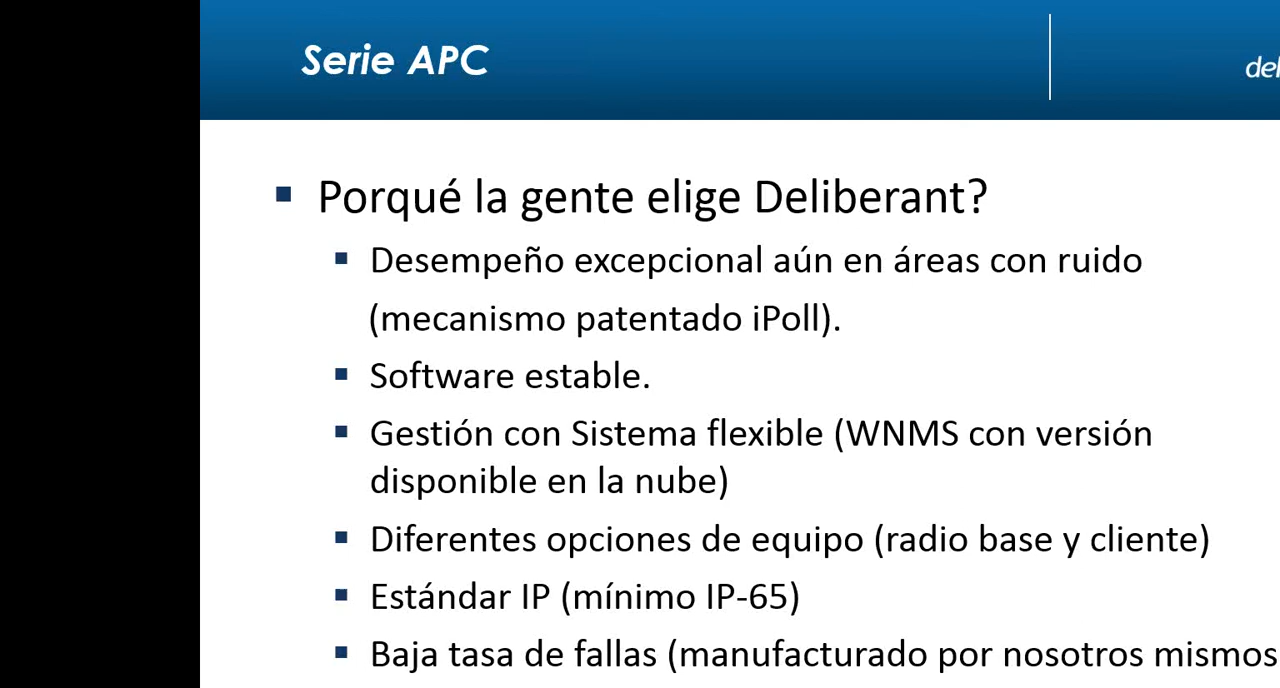 Serie APC
Porqué la gente elige Deliberant?
Desempeño excepcional aún en áreas con ruido
(mecanismo patentado iPoll).
Software estable.
Gestión con Sistema flexible (WNMS con versión
disponible en la nube)
Diferentes opciones de equipo (radio base y cliente)
Estándar IP (mínimo IP-65)
Baja tasa de fallas (manufacturado por nosotros mismos